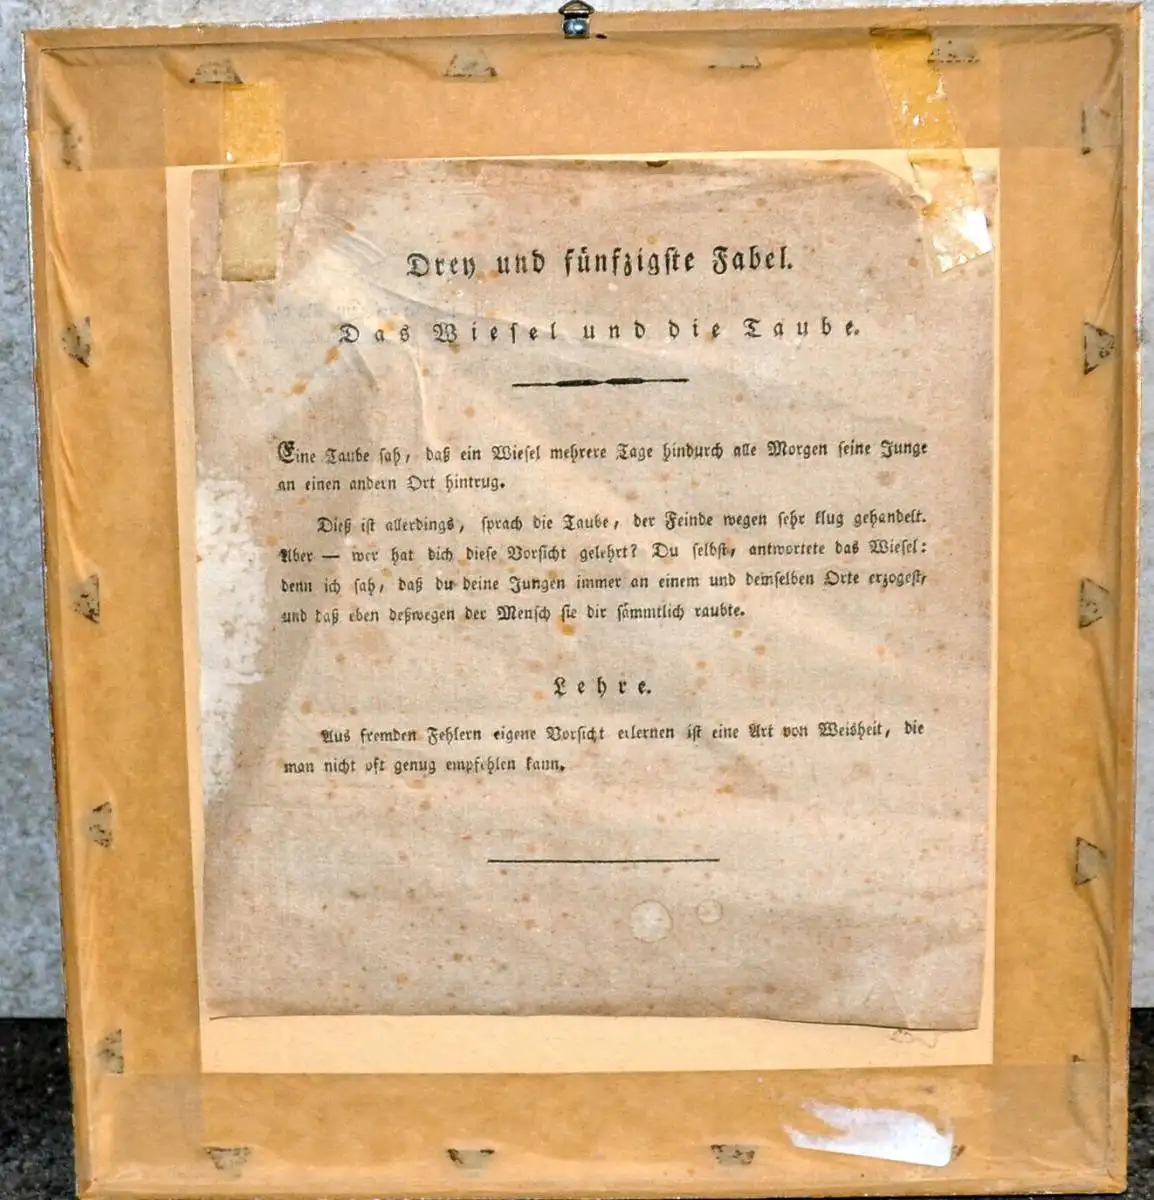 Drey und fünfzigste Fabel.
Das Wiesel und die Taube.
Eine Taube sah, daß ein Wiesel mehrere Tage hindurch alle Morgen seine Junge
an einen andern Ort hintrug.
Dieß ist allerdings, sprach die Taube, der Feinde wegen sehr klug gehandelt.
Aber — wer hat dich diese Vorsicht gelehrt? Du selbst, antwortete das Wiesel:
denn ich sah, daß du deine Jungen immer an einem und demselben Orte erzogest,
und daß eben deßwegen der Mensch sie dir sämmtlich raubte.
Lehre.
Aus fremden Fehlern eigene Vorsicht erlernen ist eine Art von Weisheit, die
man nicht oft genug empfehlen kann.